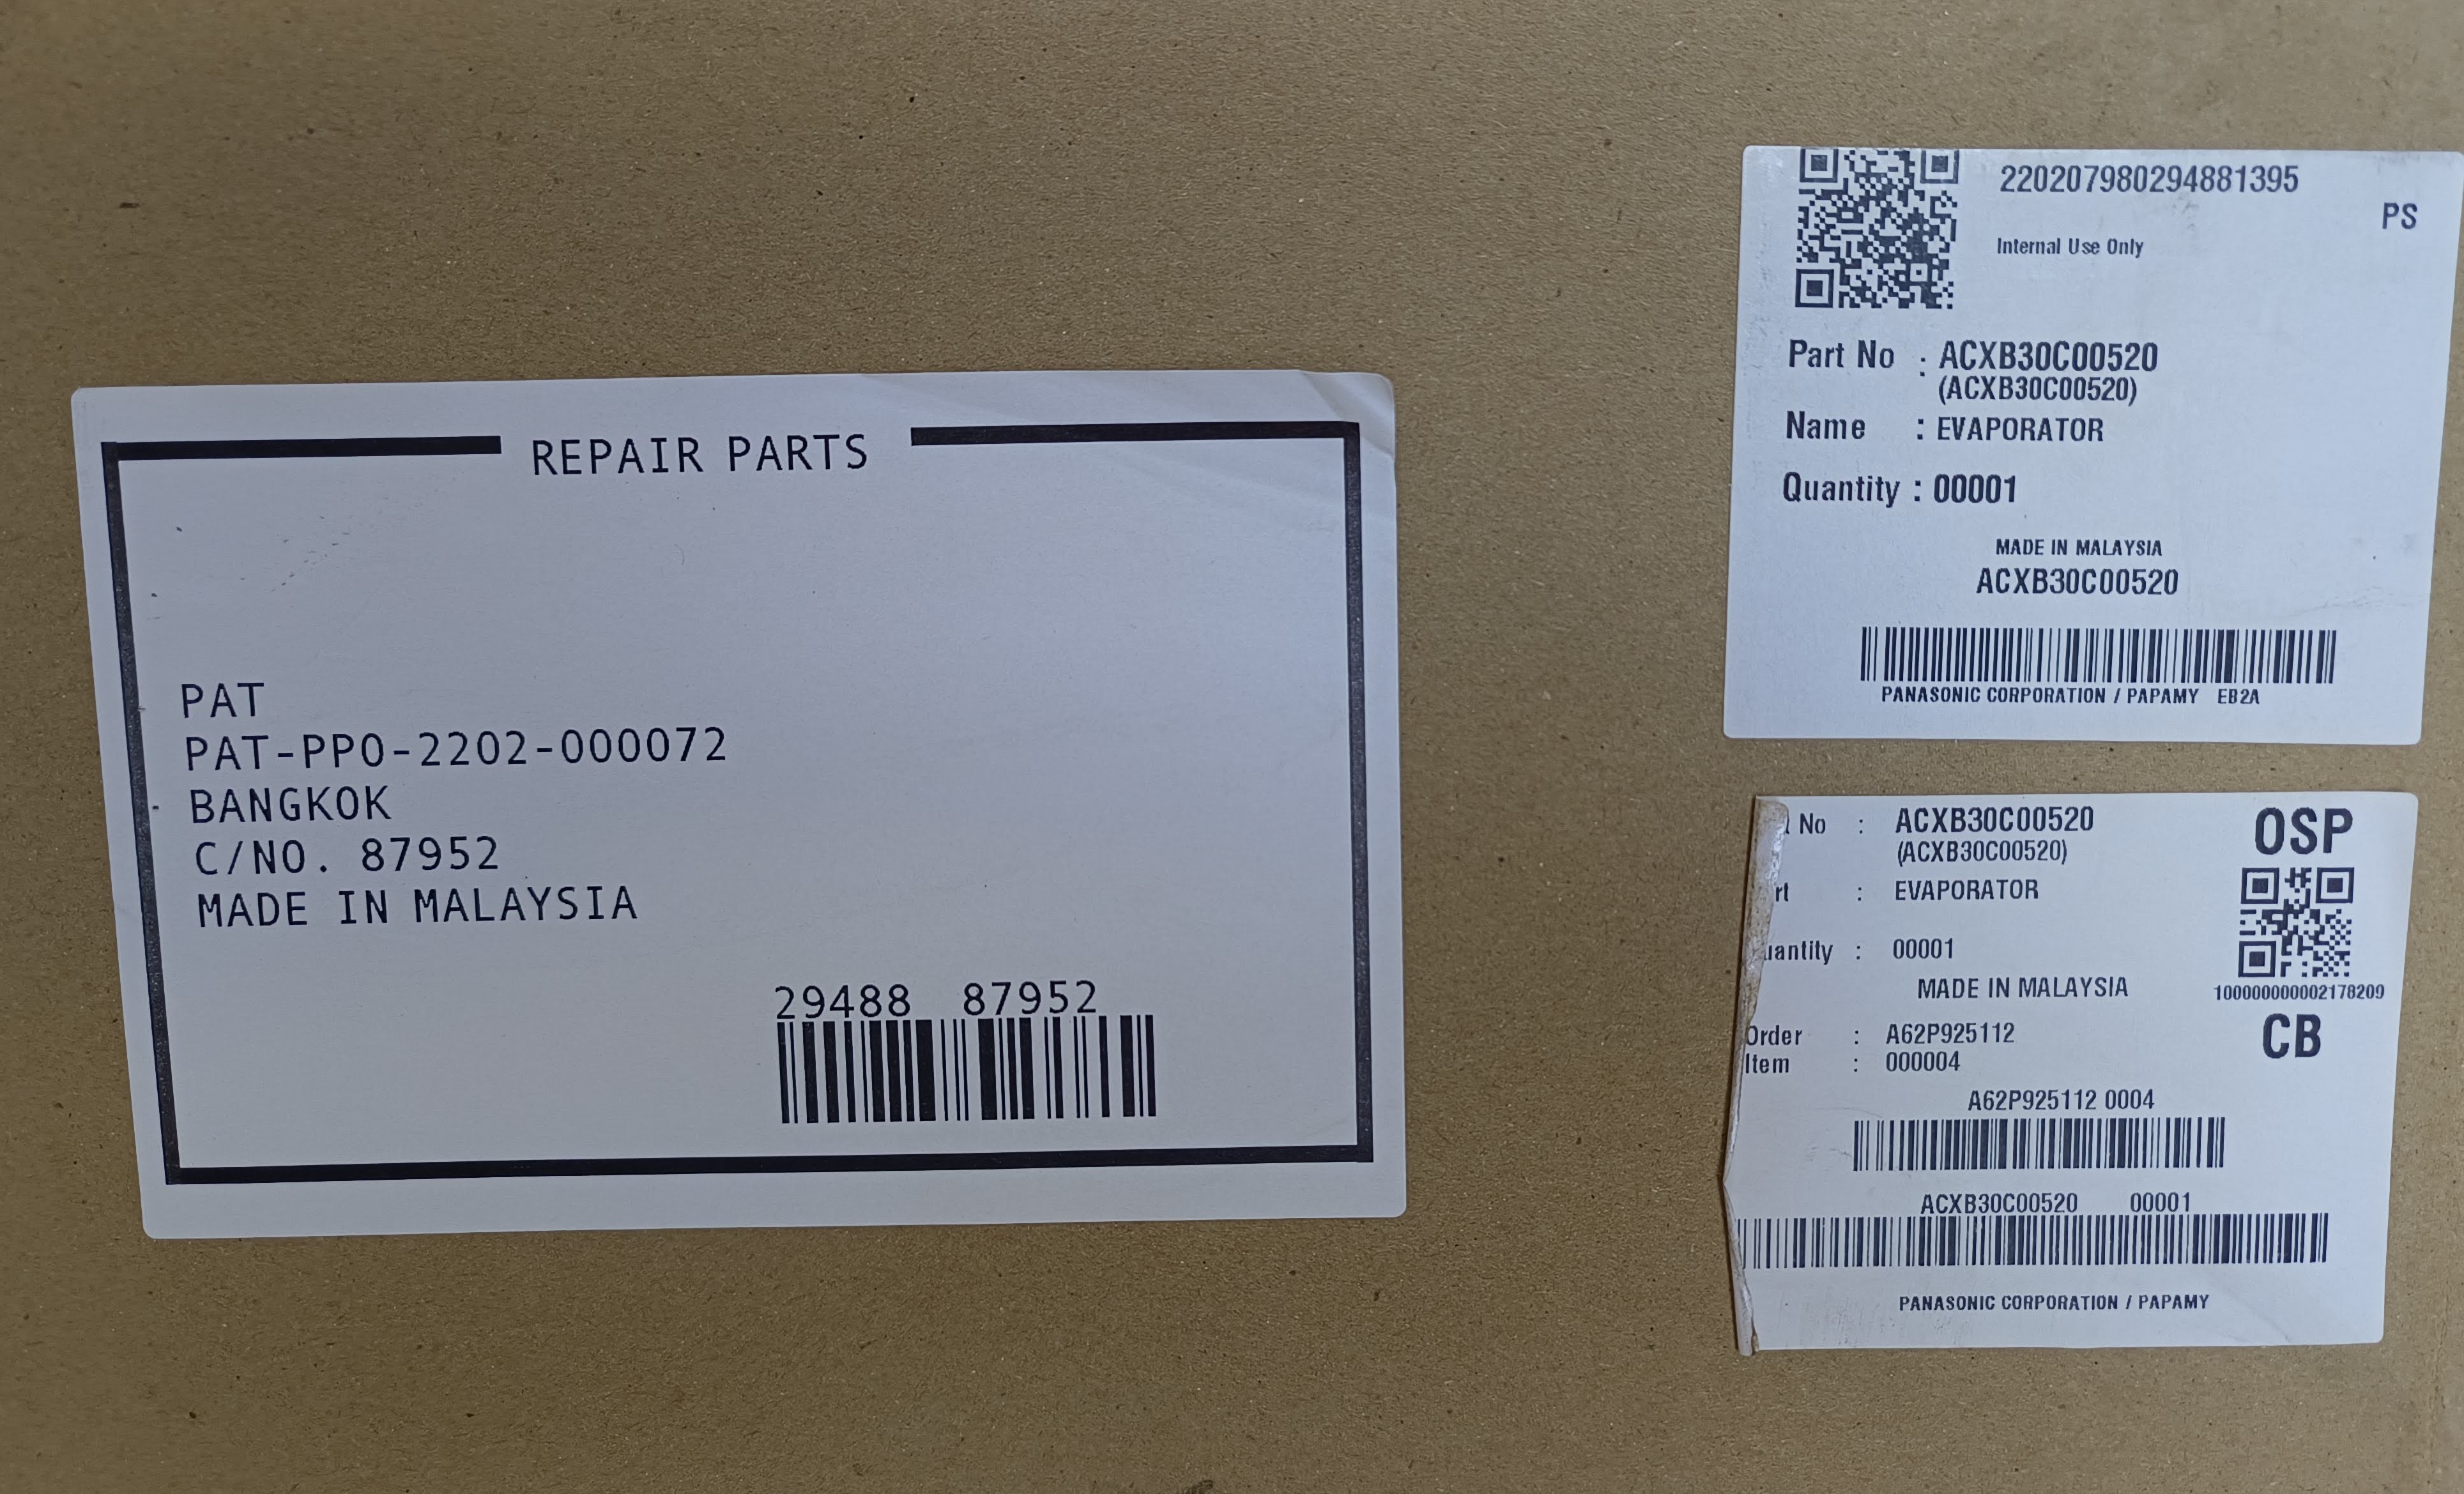 REPAIR PARTS
PAT
PAT-PPO-2202-000072
BANGKOK
C/NO. 87952
MADE IN MALAYSIA
29488 87952
220207980294881395
PS
Internal Use Only
Part No : ACXB30C00520
(ACXB30C00520)
Name : EVAPORATOR
Quantity : 00001
MADE IN MALAYSIA
ACXB30C00520
PANASONIC CORPORATION / PAPAMY EB2A
No : ACXB30C00520
(ACXB30C00520)
OSP
rt : EVAPORATOR
uantity : 00001
MADE IN MALAYSIA
100000000002178209
CB
Order : A62P925112
Item : 000004
A62P925112 0004
ACXB30C00520 00001
PANASONIC CORPORATION / PAPAMY